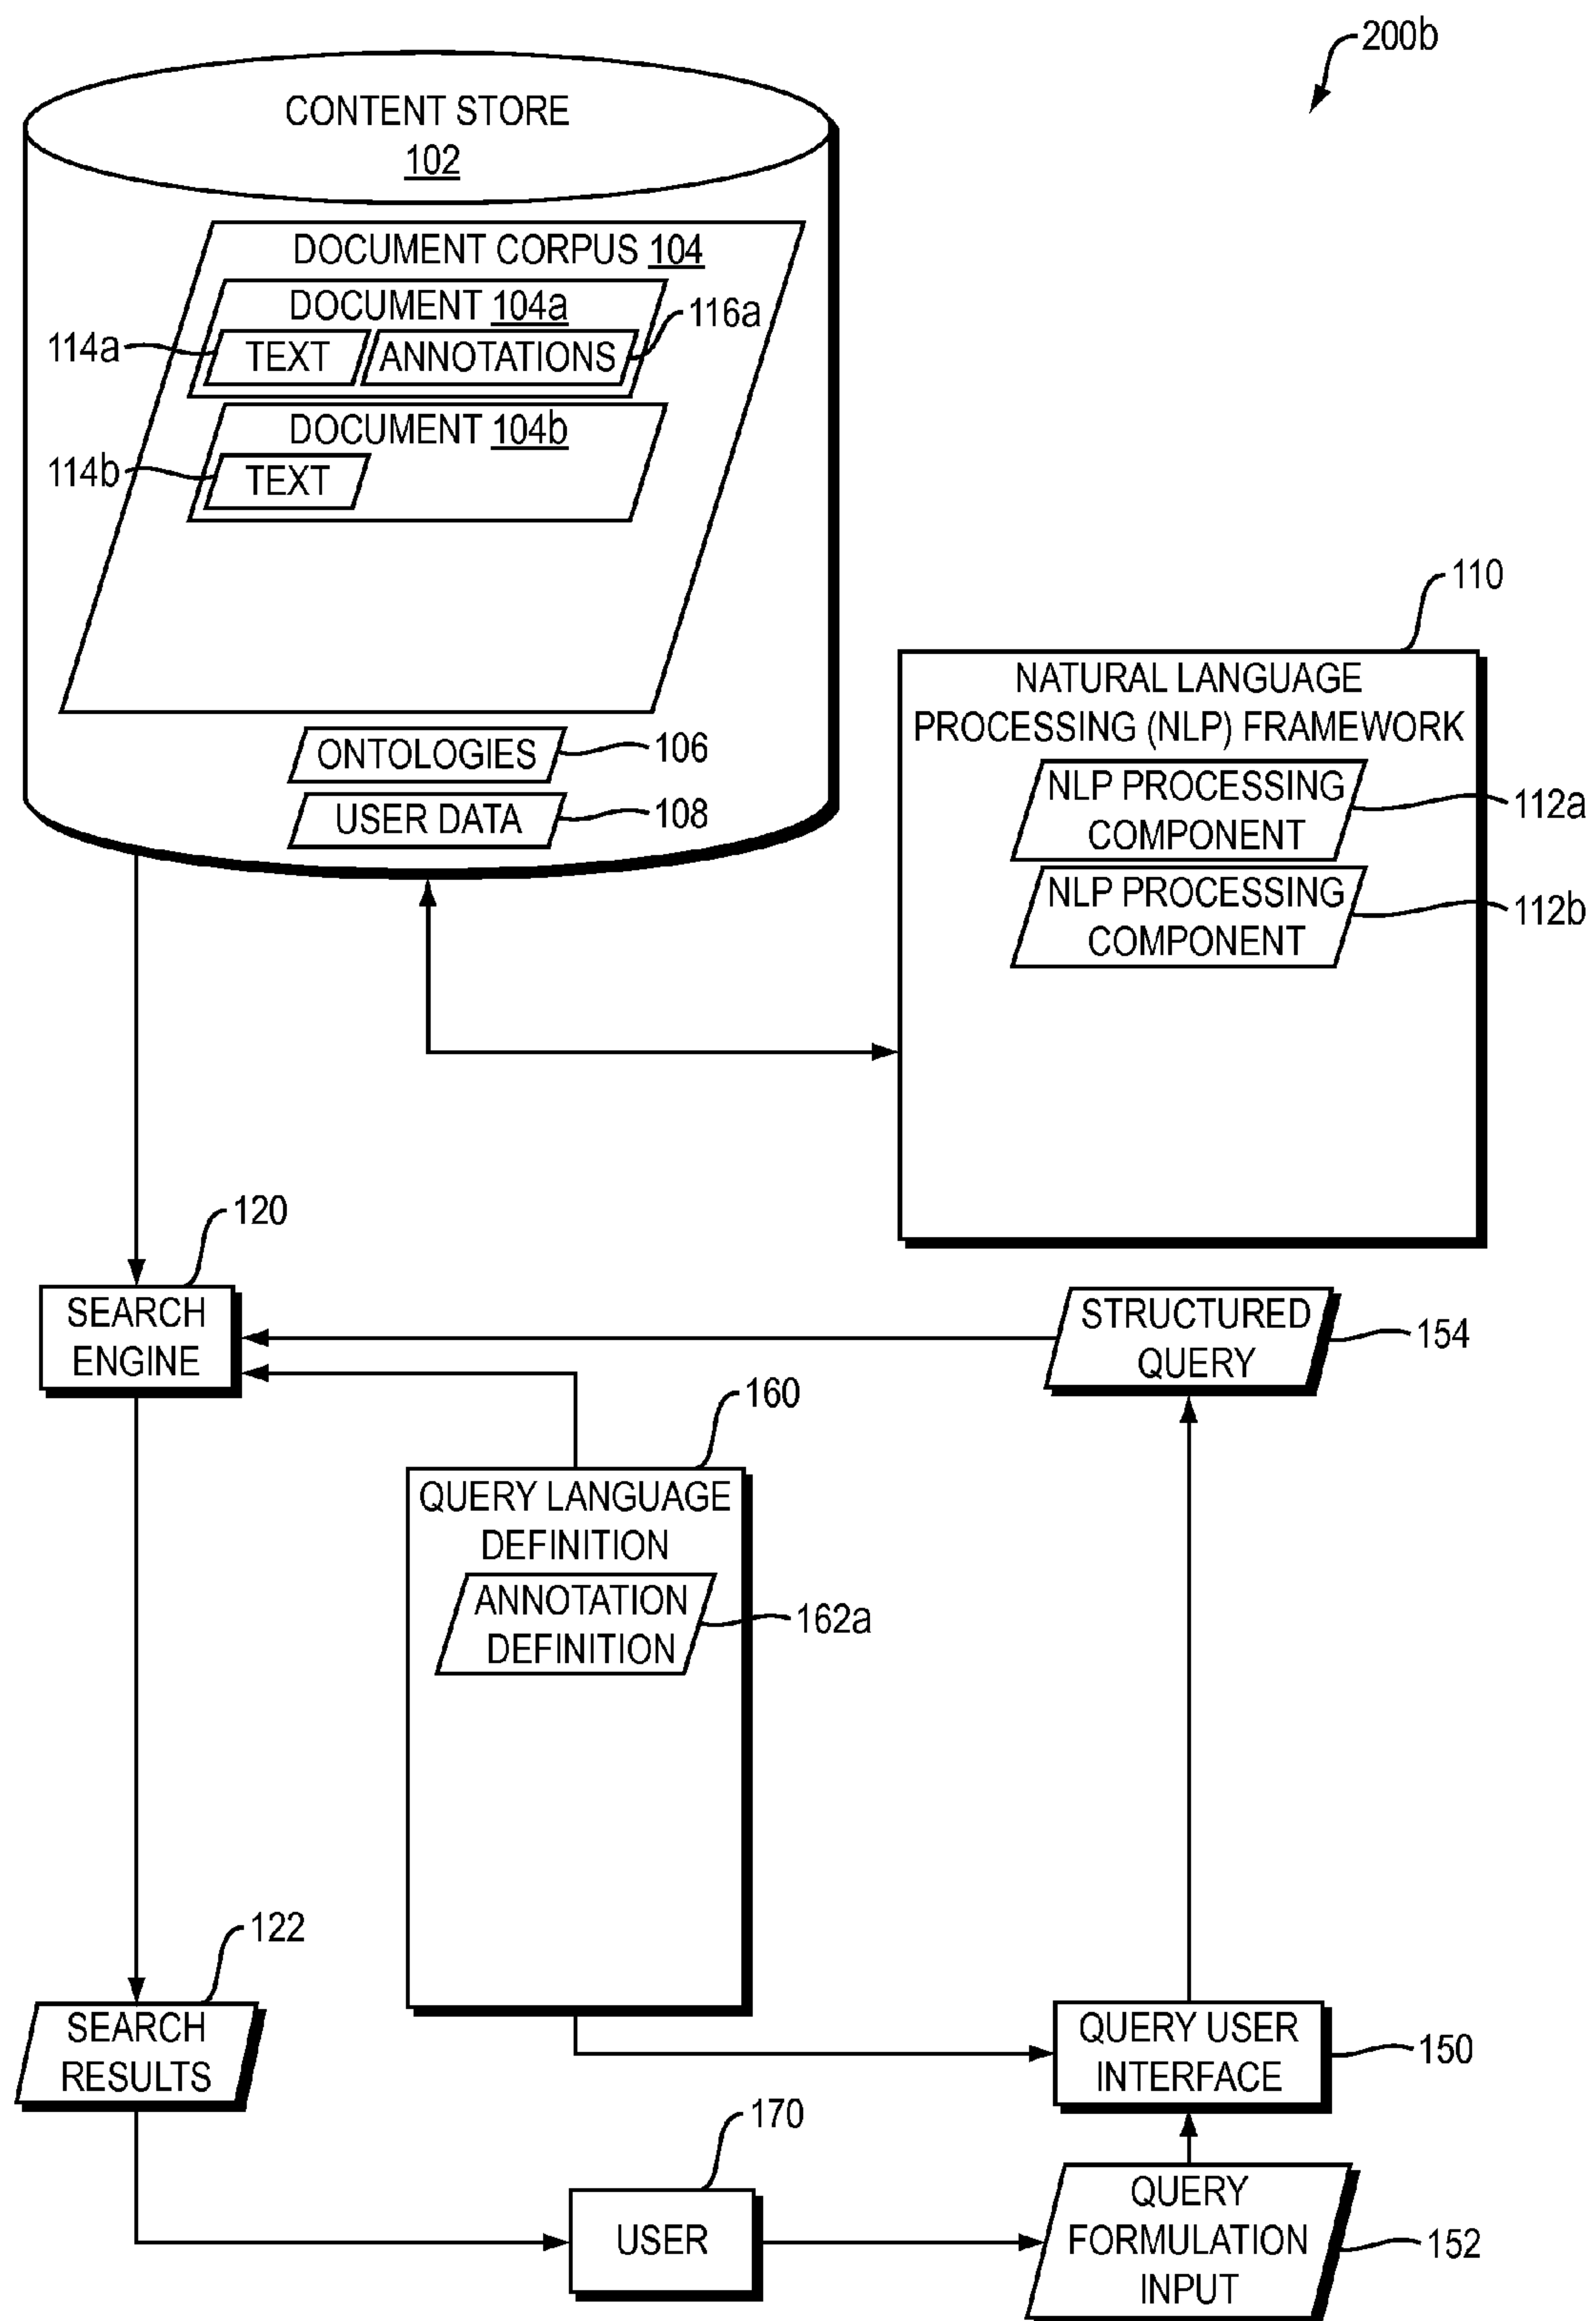 200b
CONTENT STORE
102
DOCUMENT CORPUS 104
DOCUMENT 104a
116a
114a
TEXT
ANNOTATIONS
DOCUMENT 104b
114b
TEXT
110
NATURAL LANGUAGE
PROCESSING (NLP) FRAMEWORK
ONTOLOGIES
106
NLP PROCESSING
COMPONENT
112a
USER DATA
108
NLP PROCESSING
COMPONENT
112b
120
SEARCH
ENGINE
STRUCTURED
QUERY
154
160
QUERY LANGUAGE
DEFINITION
ANNOTATION
DEFINITION
162a
122
SEARCH
RESULTS
QUERY USER
INTERFACE
150
170
USER
QUERY
FORMULATION
INPUT
152